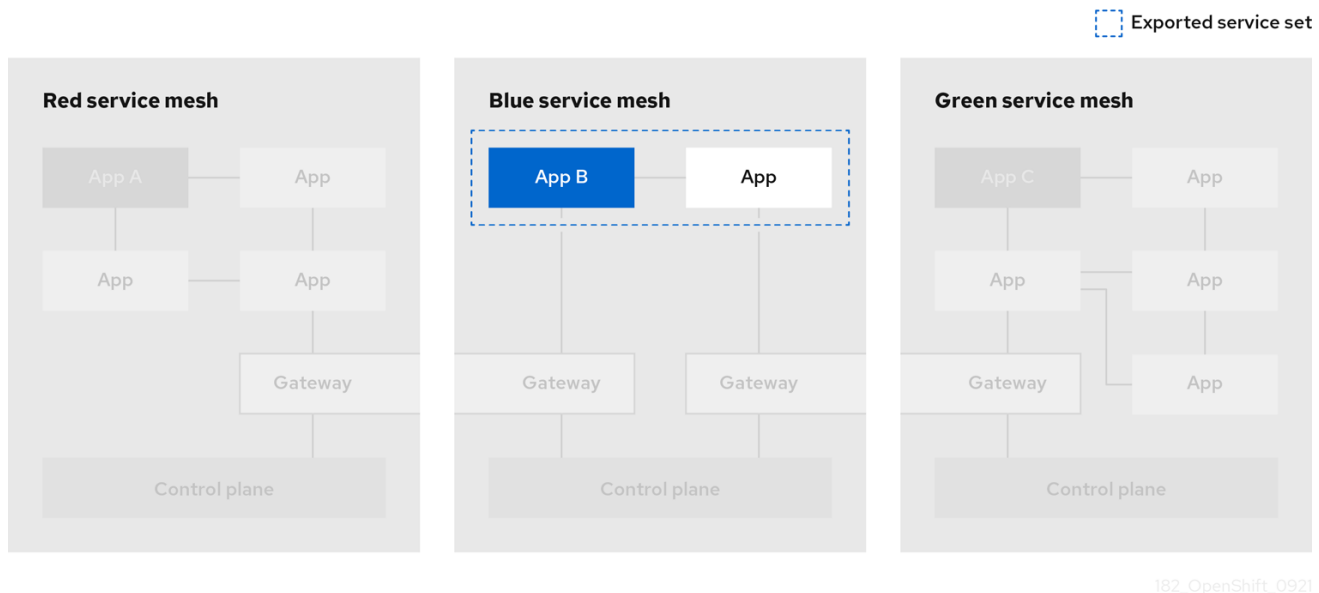 Exported service set
Red service mesh
App A
App
App
App
Gateway
Control plane
Blue service mesh
App B
App
Gateway
Gateway
Control plane
Green service mesh
App C
App
App
App
Gateway
App
Control plane
182_OpenShift_0921